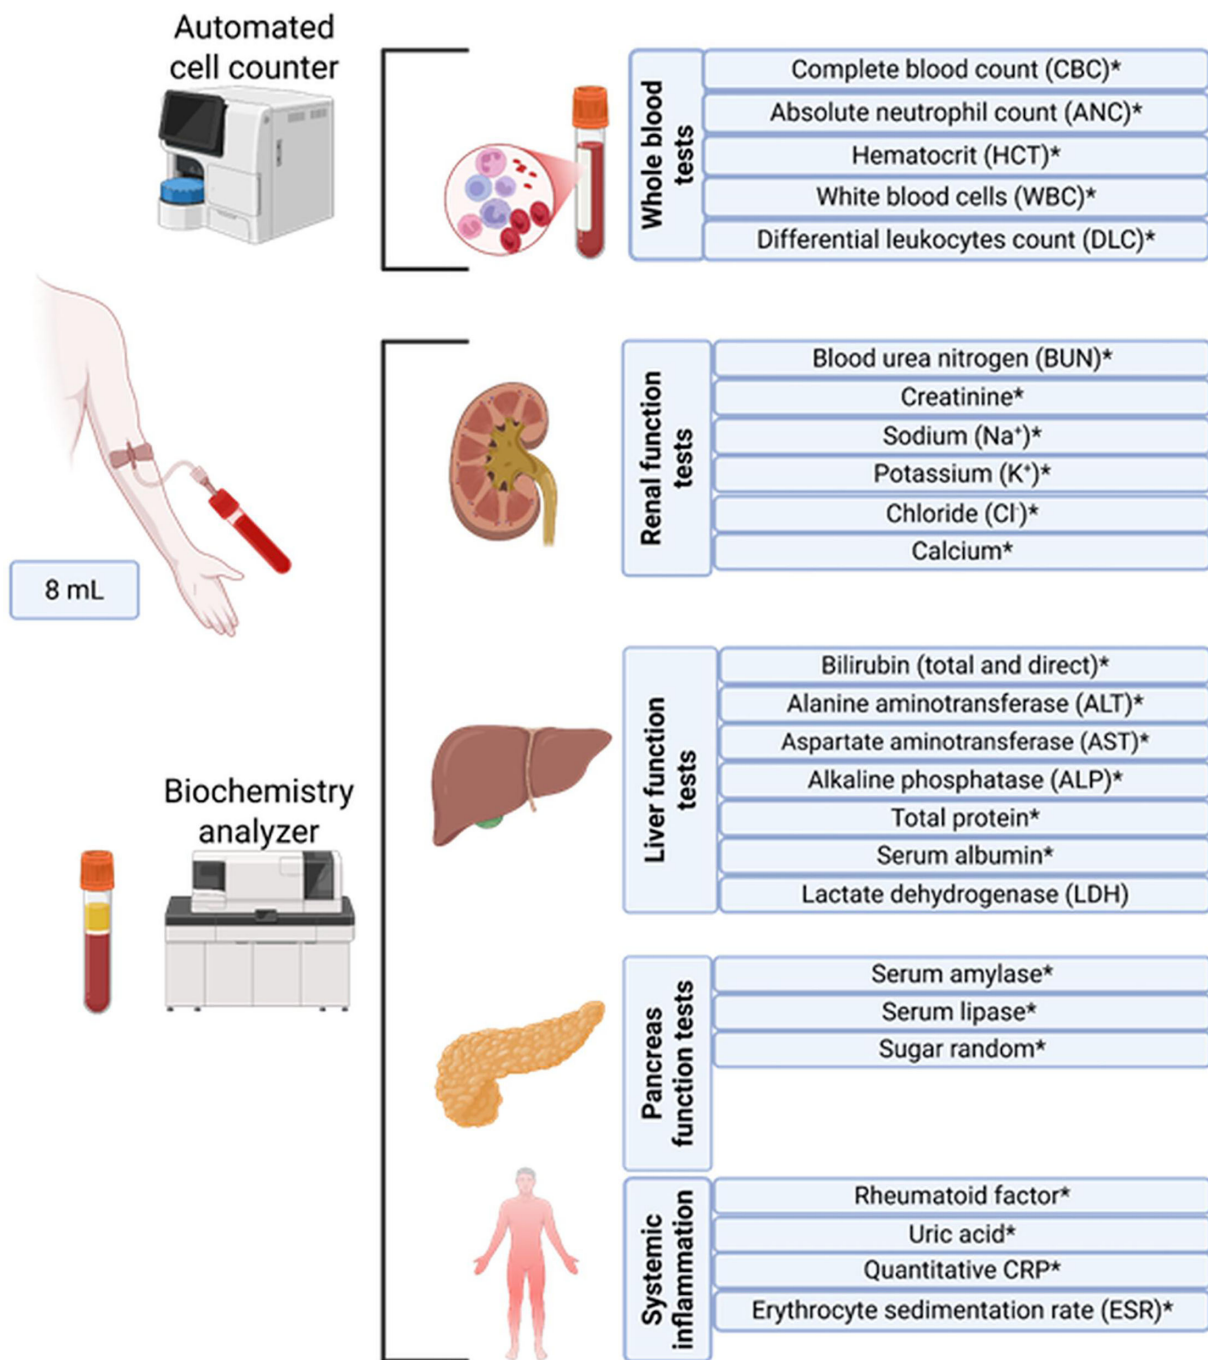 Automated
cell counter
Whole blood
tests
Complete blood count (CBC)*
Absolute neutrophil count (ANC)*
Hematocrit (HCT)*
White blood cells (WBC)*
Differential leukocytes count (DLC)*
8 mL
Renal function
tests
Blood urea nitrogen (BUN)*
Creatinine*
Sodium (Na⁺)*
Potassium (K⁺)*
Chloride (Cl⁻)*
Calcium*
Liver function
tests
Bilirubin (total and direct)*
Alanine aminotransferase (ALT)*
Aspartate aminotransferase (AST)*
Alkaline phosphatase (ALP)*
Total protein*
Serum albumin*
Lactate dehydrogenase (LDH)
Biochemistry
analyzer
Pancreas
function tests
Serum amylase*
Serum lipase*
Sugar random*
Systemic
inflammation
Rheumatoid factor*
Uric acid*
Quantitative CRP*
Erythrocyte sedimentation rate (ESR)*